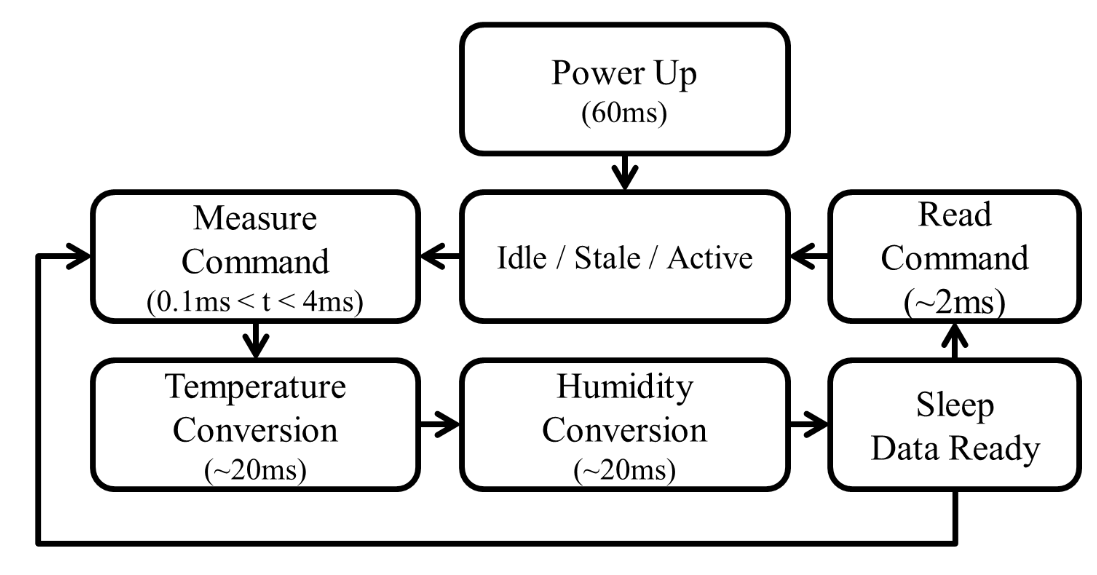 Power Up
(60ms)
Measure
Command
(0.1ms < t < 4ms)
Idle / Stale / Active
Read
Command
(~2ms)
Temperature
Conversion
(~20ms)
Humidity
Conversion
(~20ms)
Sleep
Data Ready